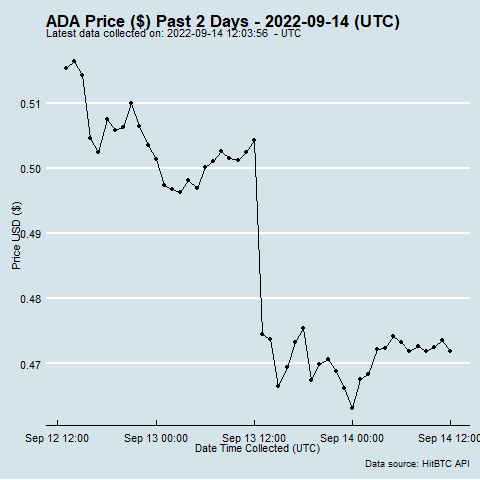 ADA Price ($) Past 2 Days - 2022-09-14 (UTC)
Latest data collected on: 2022-09-14 12:03:56 - UTC
0.51
0.50
0.49
0.48
0.47
Price USD ($)
Sep 12 12:00 Sep 13 00:00 Sep 13 12:00 Sep 14 00:00 Sep 14 12:00
Date Time Collected (UTC)
Data source: HitBTC API